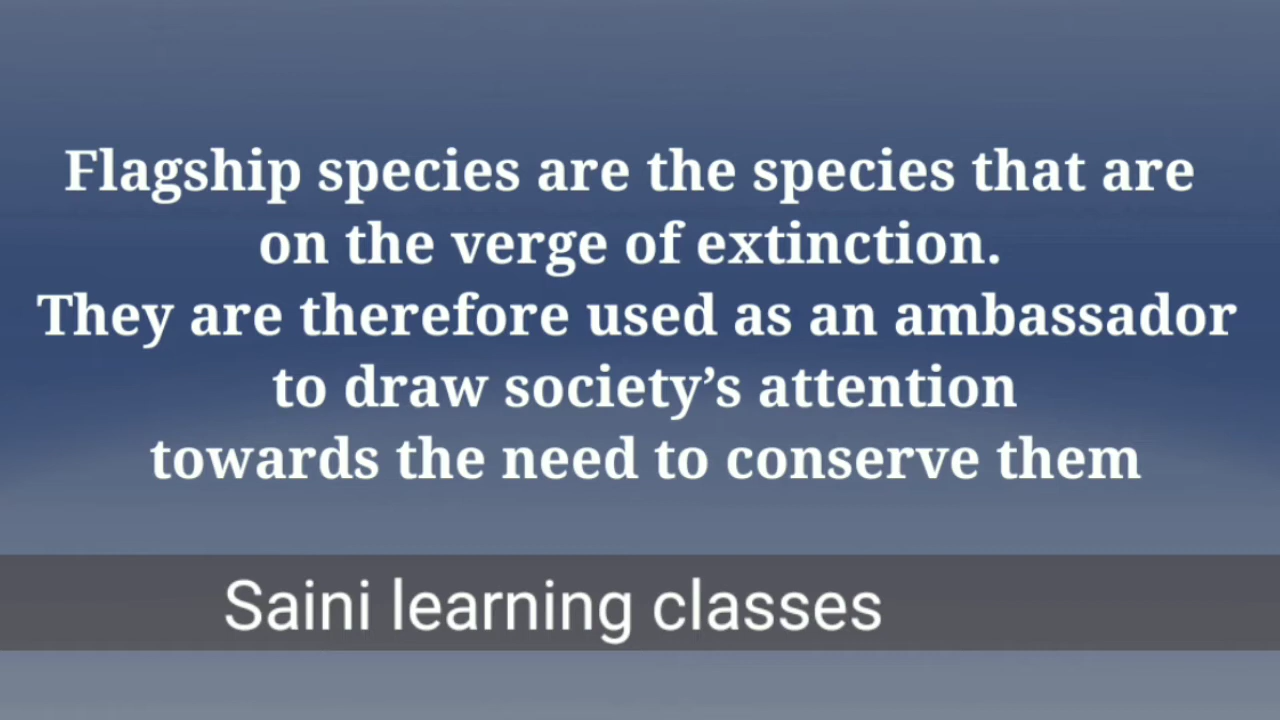 Flagship species are the species that are
on the verge of extinction.
They are therefore used as an ambassador
to draw society’s attention
towards the need to conserve them
Saini learning classes